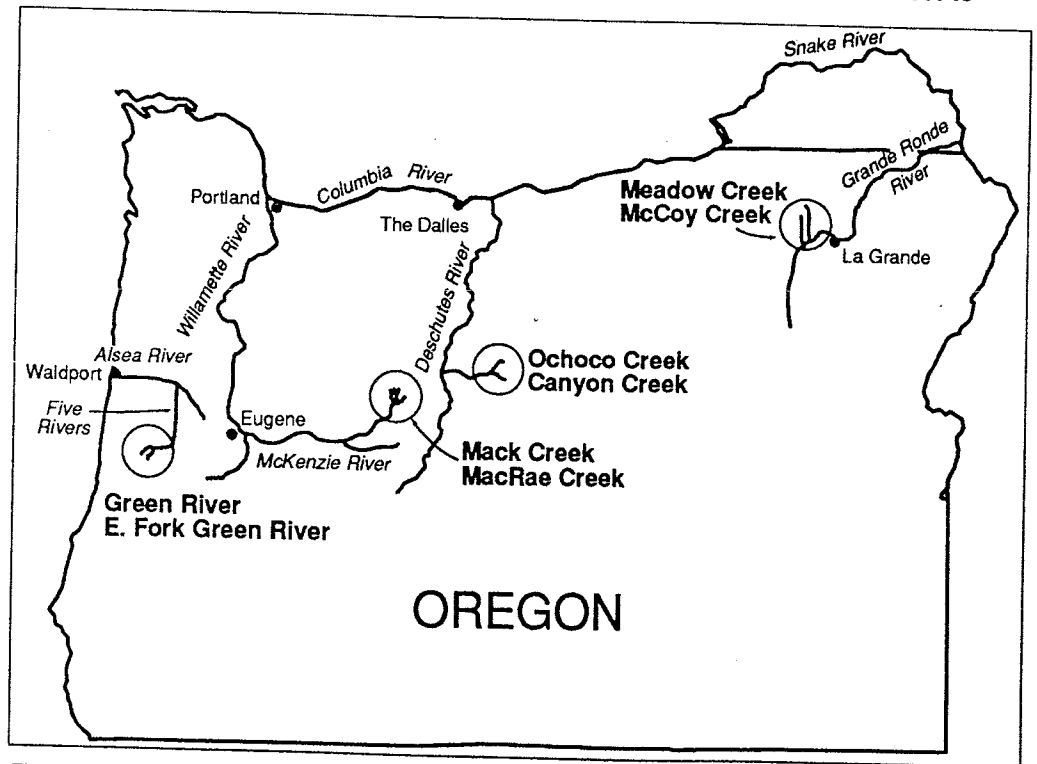 Snake River
Grande Ronde
River
Columbia River
Portland
The Dalles
Meadow Creek
McCoy Creek
La Grande
Willamette River
Deschutes River
Alsea River
Waldport
Five
Rivers
Eugene
McKenzie River
Ochoco Creek
Canyon Creek
Mack Creek
MacRae Creek
Green River
E. Fork Green River
OREGON